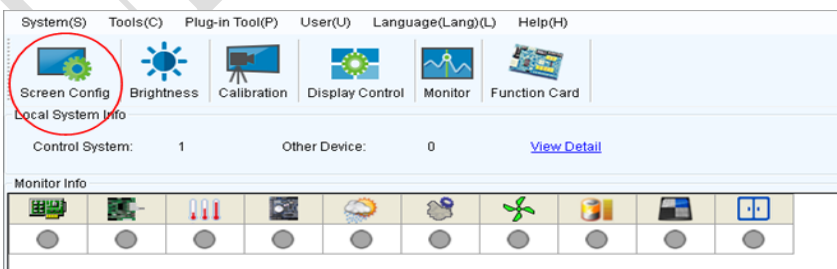 System(S) Tools(C) Plug-in Tool(P) User(U) Language(Lang)(L) Help(H)
Screen Config Brightness Calibration Display Control Monitor Function Card
Local System Info
Control System: 1 Other Device: 0 View Detail
Monitor Info